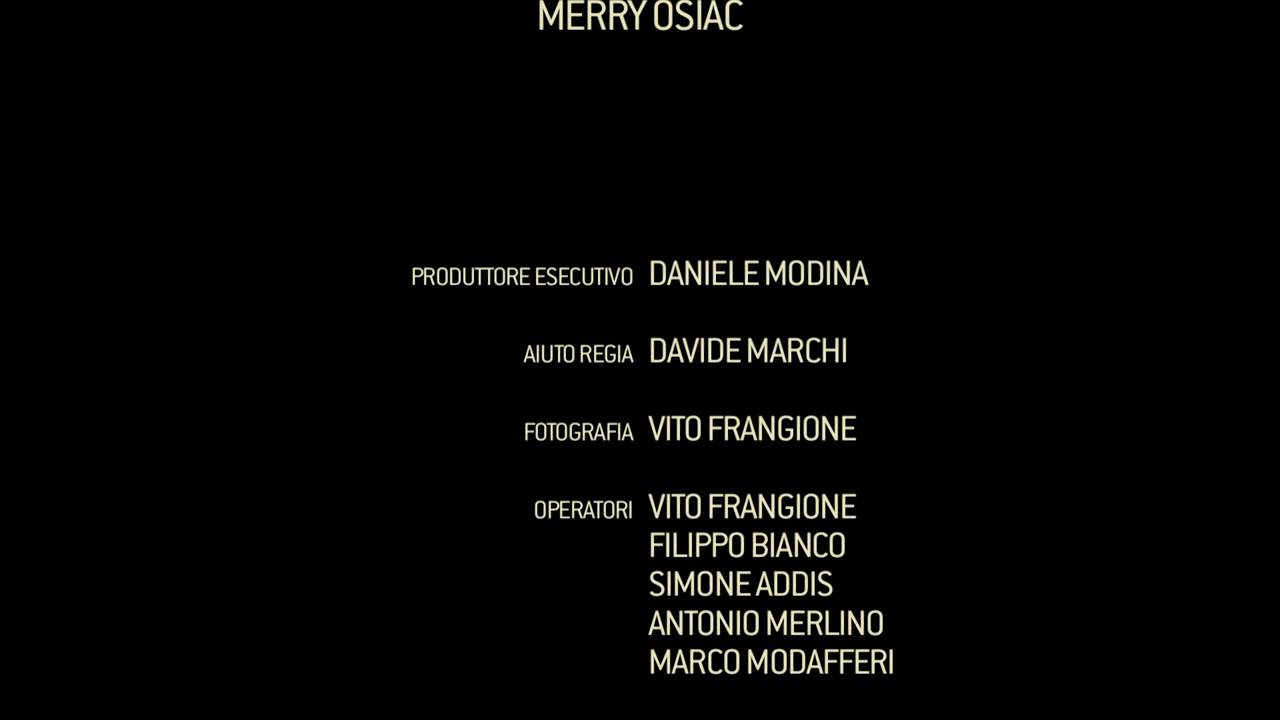 MERRY OSIAC
PRODUTTORE ESECUTIVO DANIELE MODINA
AIUTO REGIA DAVIDE MARCHI
FOTOGRAFIA VITO FRANGIONE
OPERATORI VITO FRANGIONE
FILIPPO BIANCO
SIMONE ADDIS
ANTONIO MERLINO
MARCO MODAFFERI